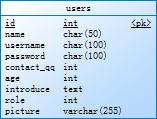 users
id int <pk>
name char(50)
username char(100)
password char(100)
contact_qq int
age int
introduce text
role int
picture varchar(255)